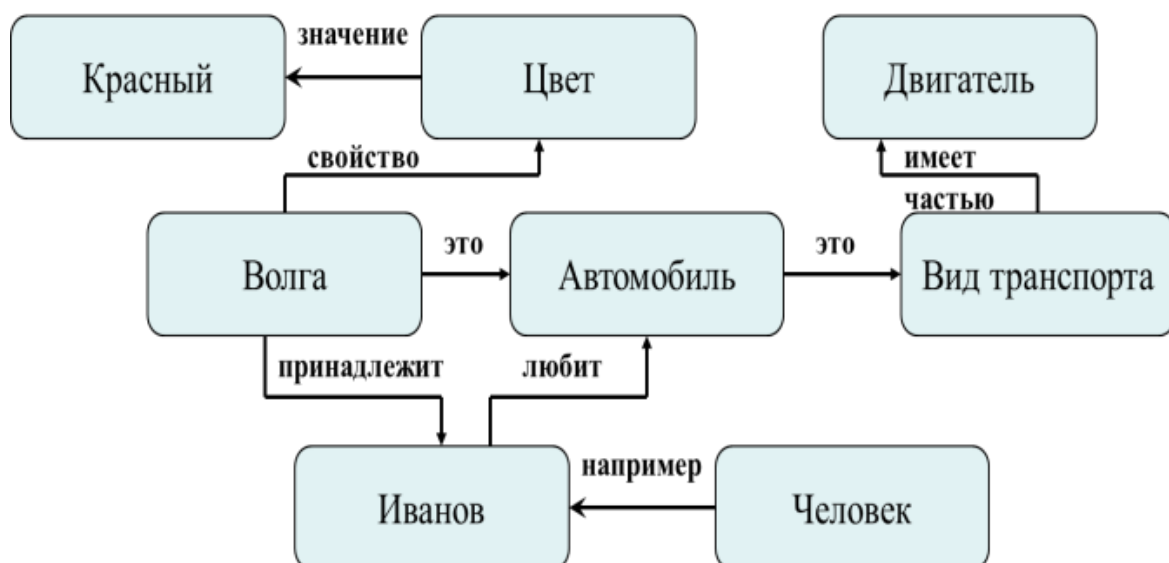 значение
Красный
Цвет
Двигатель
свойство
имеет
частью
это
это
Волга
Автомобиль
Вид транспорта
принадлежит
любит
например
Иванов
Человек